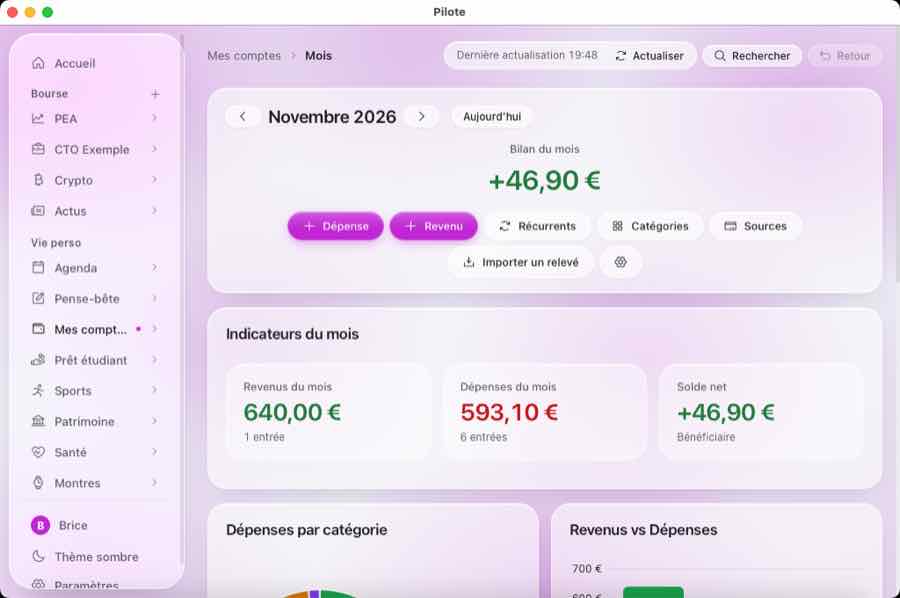 Pilote
Accueil
Bourse
PEA
CTO Exemple
Crypto
Actus
Vie perso
Agenda
Pense-bête
Mes compt...
Prêt étudiant
Sports
Patrimoine
Santé
Montres
B Brice
Thème sombre
Paramètres
Mes comptes > Mois
Dernière actualisation 19:48 Actualiser
Rechercher
Retour
Novembre 2026
Aujourd'hui
Bilan du mois
+46,90 €
+ Dépense
+ Revenu
Récurrents
Catégories
Sources
Importer un relevé
Indicateurs du mois
Revenus du mois
640,00 €
1 entrée
Dépenses du mois
593,10 €
6 entrées
Solde net
+46,90 €
Bénéficiaire
Dépenses par catégorie
Revenus vs Dépenses
700 €
600 €